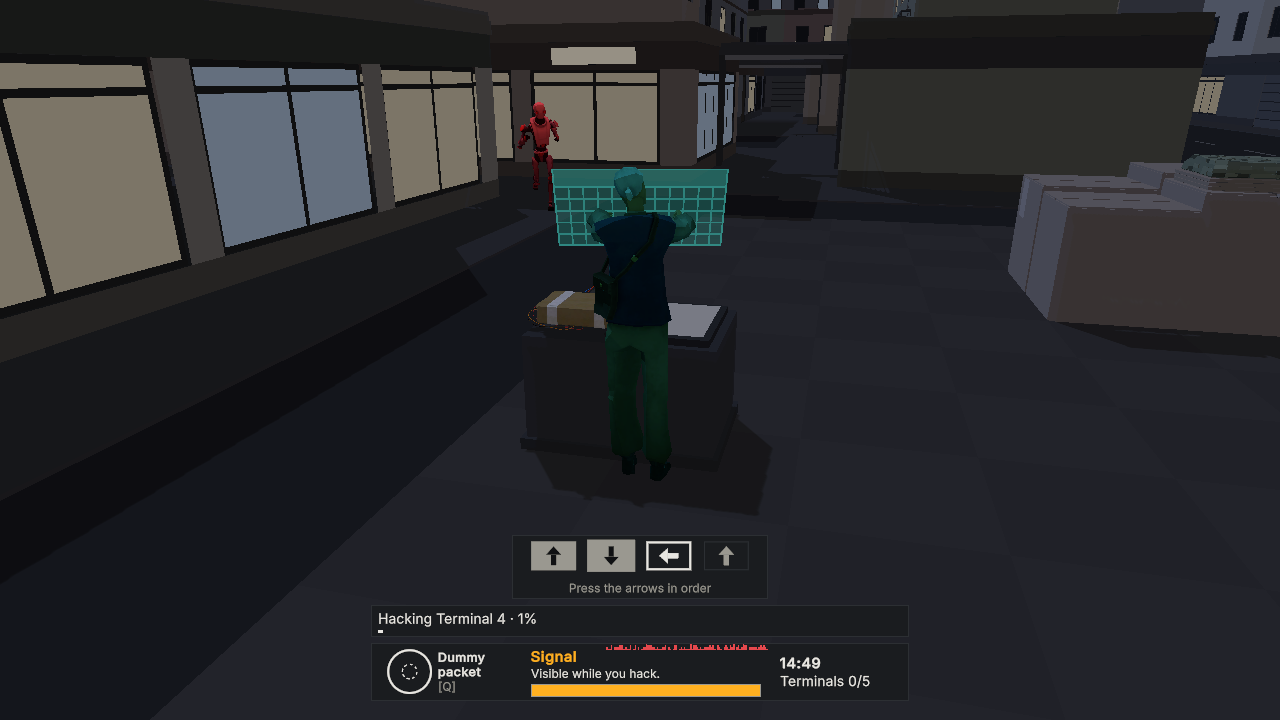 Press the arrows in order
Hacking Terminal 4 · 1%
Dummy
packet
[Q]
Signal
Visible while you hack.
14:49
Terminals 0/5